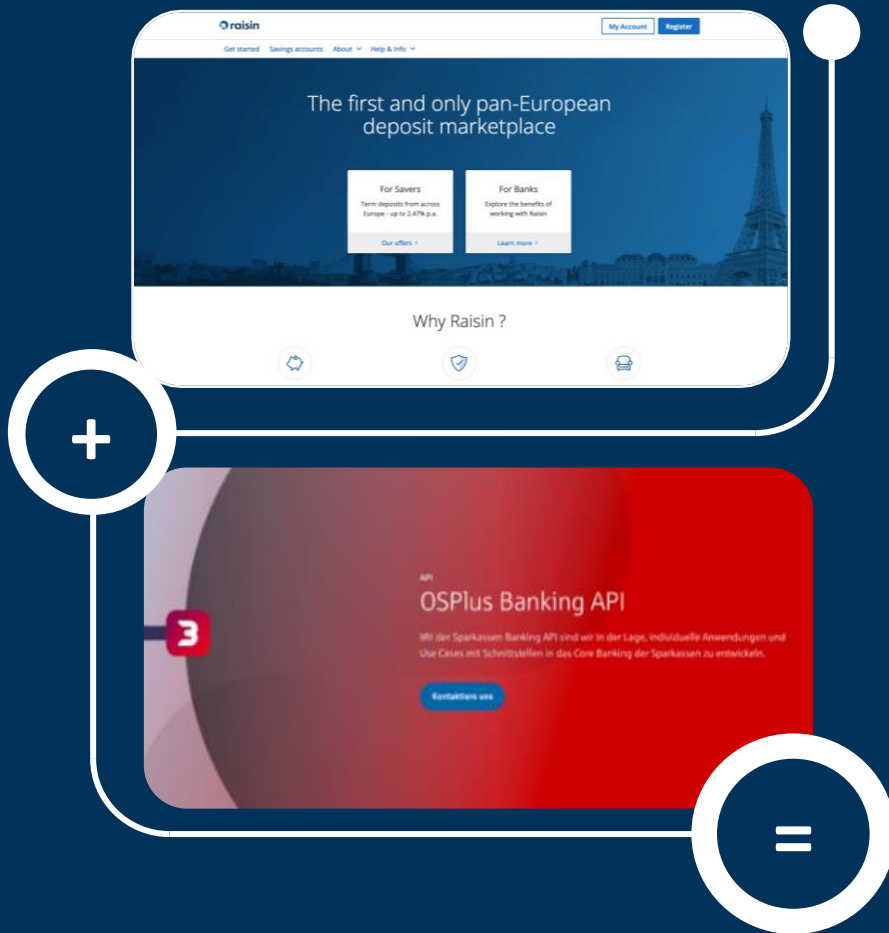 raisin
My Account
Register
Get started
Savings accounts
About
Help & Info
The first and only pan-European
deposit marketplace
For Savers
Term deposits from across
Europe - up to 2.47% p.a.
Our offers
For Banks
Explore the benefits of
working with Raisin
Learn more
Why Raisin ?
+
3
API
OSPlus Banking API
Mit der Sparkassen Banking API sind wir in der Lage, individuelle Anwendungen und
Use Cases mit Schnittstellen in das Core Banking der Sparkassen zu entwickeln.
Kontaktiere uns
=